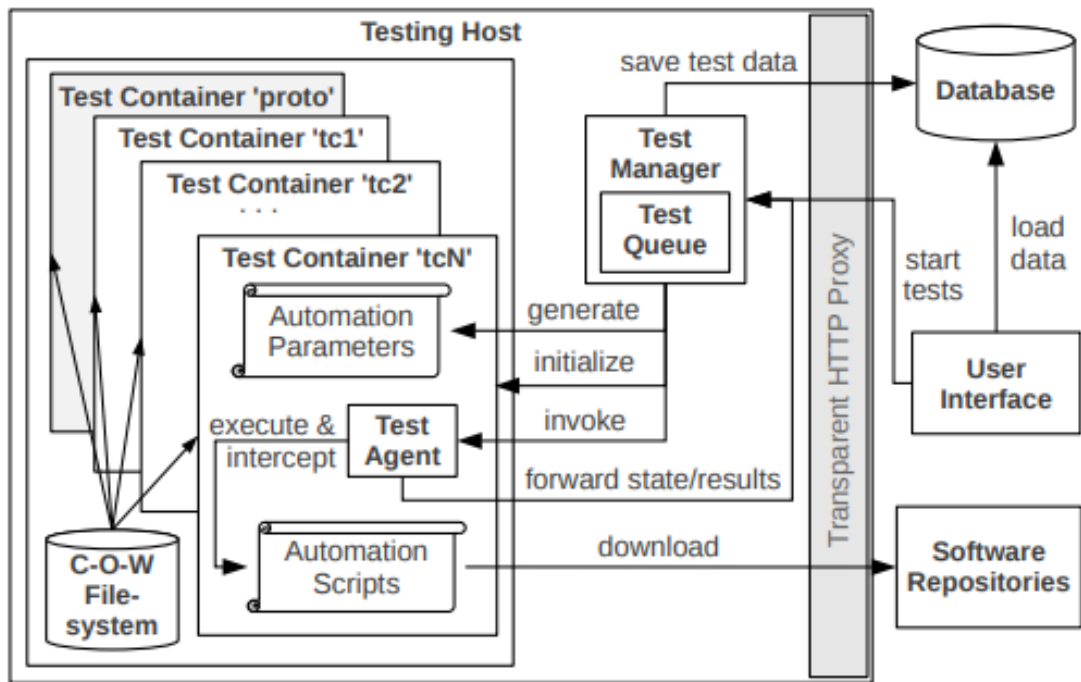 Testing Host
save test data
Database
Test Container 'proto'
Test Container 'tc1'
Test Container 'tc2'
. . .
Test Container 'tcN'
Automation
Parameters
Test
Manager
Test
Queue
generate
initialize
invoke
execute &
intercept
Test
Agent
forward state/results
Automation
Scripts
download
C-O-W
File-
system
Transparent HTTP Proxy
start
tests
load
data
User
Interface
Software
Repositories